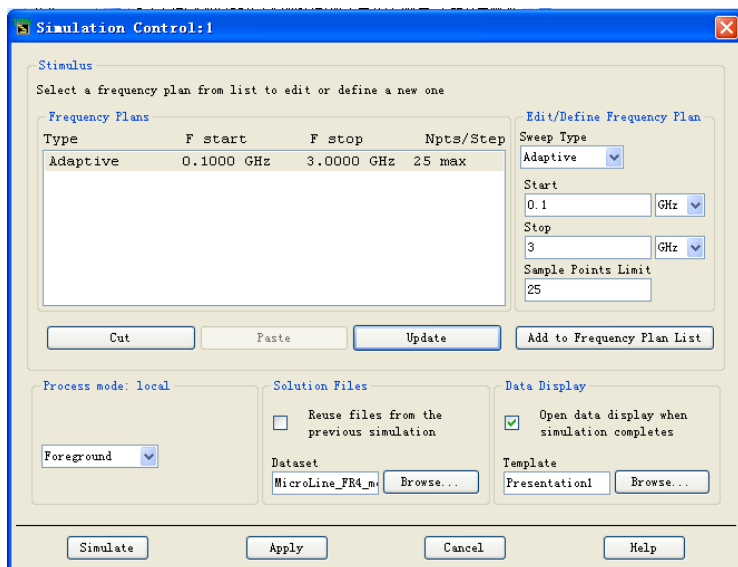 Simulation Control:1
Stimulus
Select a frequency plan from list to edit or define a new one
Frequency Plans
Type F start F stop Npts/Step
Adaptive 0.1000 GHz 3.0000 GHz 25 max
Cut Paste Update
Edit/Define Frequency Plan
Sweep Type
Adaptive
Start
0.1 GHz
Stop
3 GHz
Sample Points Limit
25
Add to Frequency Plan List
Process mode: local
Foreground
Solution Files
Reuse files from the
previous simulation
Dataset
MicroLine_FR4_m Browse...
Data Display
Open data display when
simulation completes
Template
Presentation1 Browse...
Simulate Apply Cancel Help